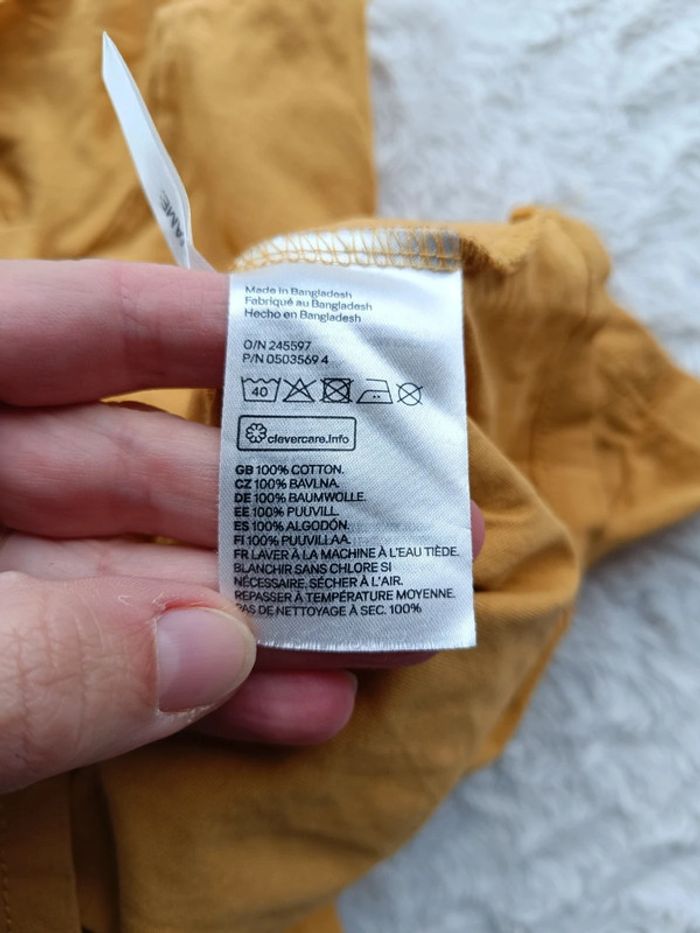 Made in Bangladesh
Fabriqué au Bangladesh
Hecho en Bangladesh
O/N 245597
P/N 0503569 4
40
clevercare.info
GB 100% COTTON.
CZ 100% BAVLNA.
DE 100% BAUMWOLLE.
EE 100% PUUVILL.
ES 100% ALGODÓN.
FI 100% PUUVILLAA.
FR LAVER À LA MACHINE À L'EAU TIÈDE.
BLANCHIR SANS CHLORE SI
NÉCESSAIRE, SÉCHER À L'AIR.
REPASSER À TEMPÉRATURE MOYENNE.
PAS DE NETTOYAGE À SEC. 100%